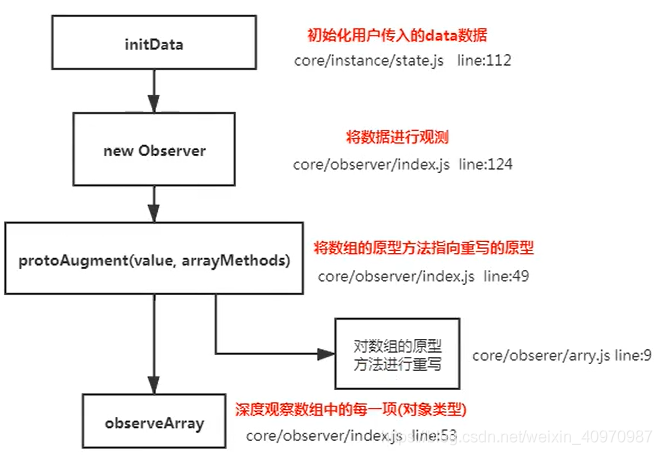 initData
初始化用户传入的data数据
core/instance/state.js line:112
new Observer
将数据进行观测
core/observer/index.js line:124
protoAugment(value, arrayMethods)
将数组的原型方法指向重写的原型
core/observer/index.js line:49
对数组的原型
方法进行重写
core/obserer/arry.js line:9
observeArray
深度观察数组中的每一项(对象类型)
core/observer/index.js line:53
csdn.net/weixin_40970987